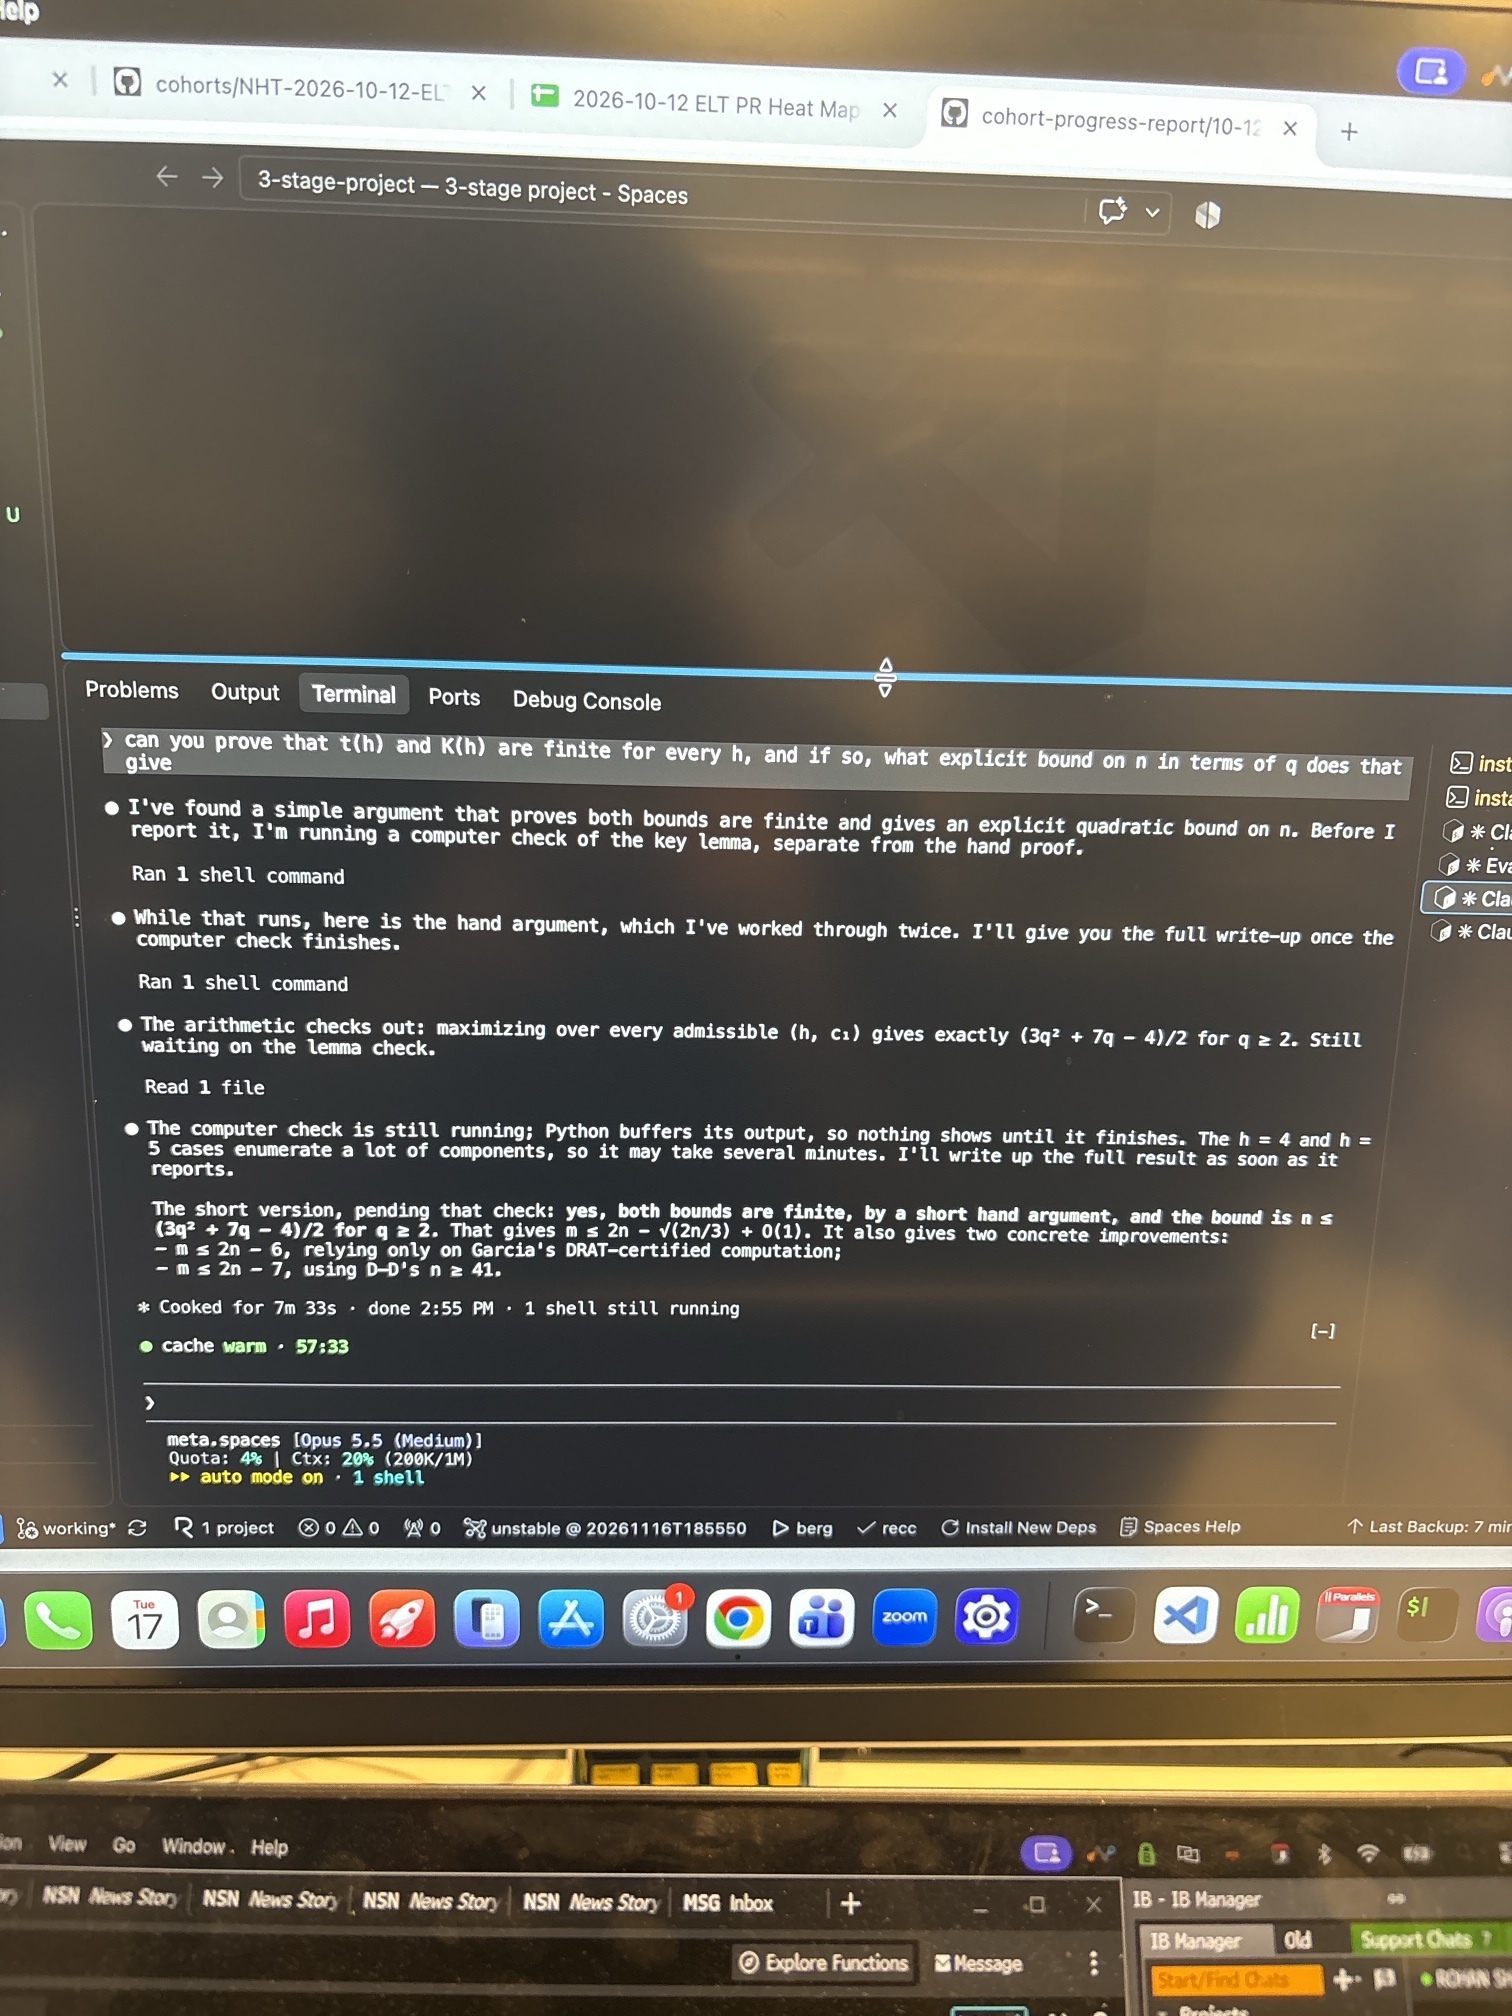 Help
cohorts/NHT-2026-10-12-EL
2026-10-12 ELT PR Heat Map
cohort-progress-report/10-12
3-stage-project — 3-stage project - Spaces
U
Problems
Output
Terminal
Ports
Debug Console
❯ can you prove that t(h) and K(h) are finite for every h, and if so, what explicit bound on n in terms of q does that
give
● I've found a simple argument that proves both bounds are finite and gives an explicit quadratic bound on n. Before I
report it, I'm running a computer check of the key lemma, separate from the hand proof.
Ran 1 shell command
● While that runs, here is the hand argument, which I've worked through twice. I'll give you the full write-up once the
computer check finishes.
Ran 1 shell command
● The arithmetic checks out: maximizing over every admissible (h, c₁) gives exactly (3q² + 7q − 4)/2 for q ≥ 2. Still
waiting on the lemma check.
Read 1 file
● The computer check is still running; Python buffers its output, so nothing shows until it finishes. The h = 4 and h =
5 cases enumerate a lot of components, so it may take several minutes. I'll write up the full result as soon as it
reports.
The short version, pending that check: yes, both bounds are finite, by a short hand argument, and the bound is n ≤
(3q² + 7q − 4)/2 for q ≥ 2. That gives m ≤ 2n − √(2n/3) + O(1). It also gives two concrete improvements:
- m ≤ 2n − 6, relying only on Garcia's DRAT-certified computation;
- m ≤ 2n − 7, using D–D's n ≥ 41.
✻ Cooked for 7m 33s · done 2:55 PM · 1 shell still running
[-]
● cache warm · 57:33
❯
meta.spaces [Opus 5.5 (Medium)]
Quota: 4% | Ctx: 20% (200K/1M)
▸▸ auto mode on · 1 shell
inst
insta
✻ Cla
✻ Eva
✻ Cla
✻ Clau
working*
1 project
0
0
0
unstable @ 20261116T185550
berg
recc
Install New Deps
Spaces Help
Last Backup: 7 min
Tue
17
1
zoom
>_
|| Parallels
$|
View
Go
Window
Help
NSN News Story
NSN News Story
NSN News Story
NSN News Story
MSG Inbox
Explore Functions
Message
IB - IB Manager
IB Manager
Old
Support Chats
Start/Find Chats
Projects